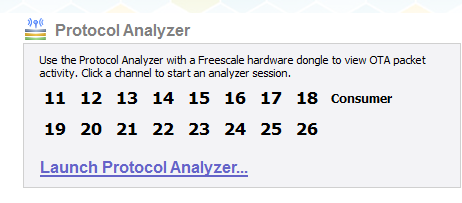 Protocol Analyzer
Use the Protocol Analyzer with a Freescale hardware dongle to view OTA packet
activity. Click a channel to start an analyzer session.
11 12 13 14 15 16 17 18 Consumer
19 20 21 22 23 24 25 26
Launch Protocol Analyzer...